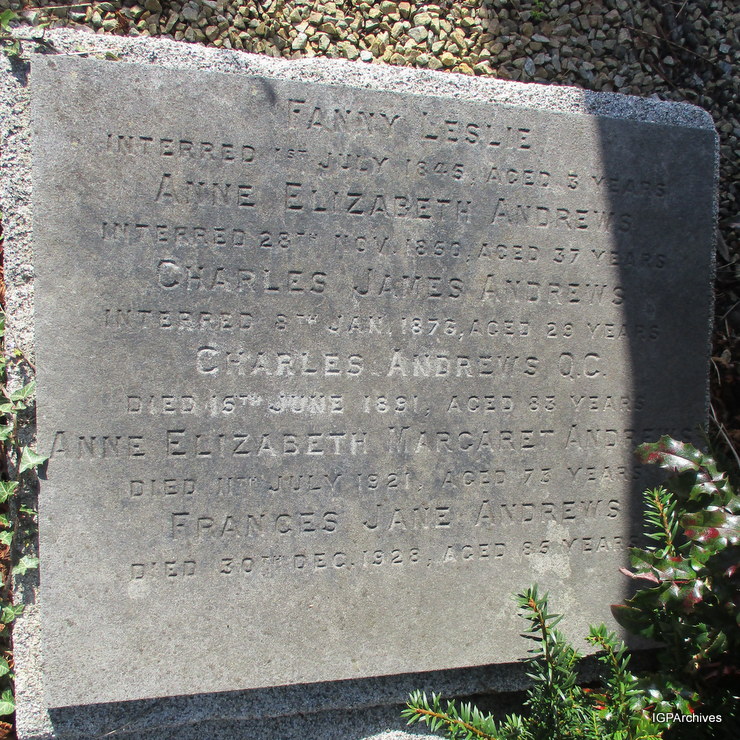 FANNY LESLIE
INTERRED 1ST JULY 1845, AGED 3 YEARS
ANNE ELIZABETH ANDREWS
INTERRED 28TH NOV. 1850, AGED 37 YEARS
CHARLES JAMES ANDREWS
INTERRED 8TH JAN. 1876, AGED 29 YEARS
CHARLES ANDREWS Q.C.
DIED 15TH JUNE 1891, AGED 83 YEARS
ANNE ELIZABETH MARGARET ANDREWS
DIED 11TH JULY 1921, AGED 73 YEARS
FRANCES JANE ANDREWS
DIED 30TH DEC. 1928, AGED 85 YEARS
IGPArchives